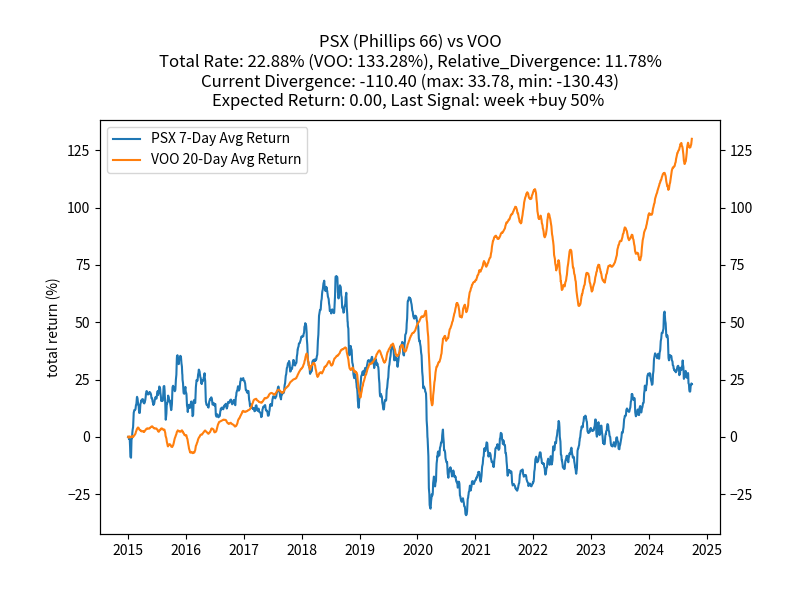 PSX (Phillips 66) vs VOO
Total Rate: 22.88% (VOO: 133.28%), Relative_Divergence: 11.78%
Current Divergence: -110.40 (max: 33.78, min: -130.43)
Expected Return: 0.00, Last Signal: week +buy 50%
PSX 7-Day Avg Return
VOO 20-Day Avg Return
125 125
100 100
75 75
50 50
25 25
0 0
−25 −25
total return (%)
2015 2016 2017 2018 2019 2020 2021 2022 2023 2024 2025